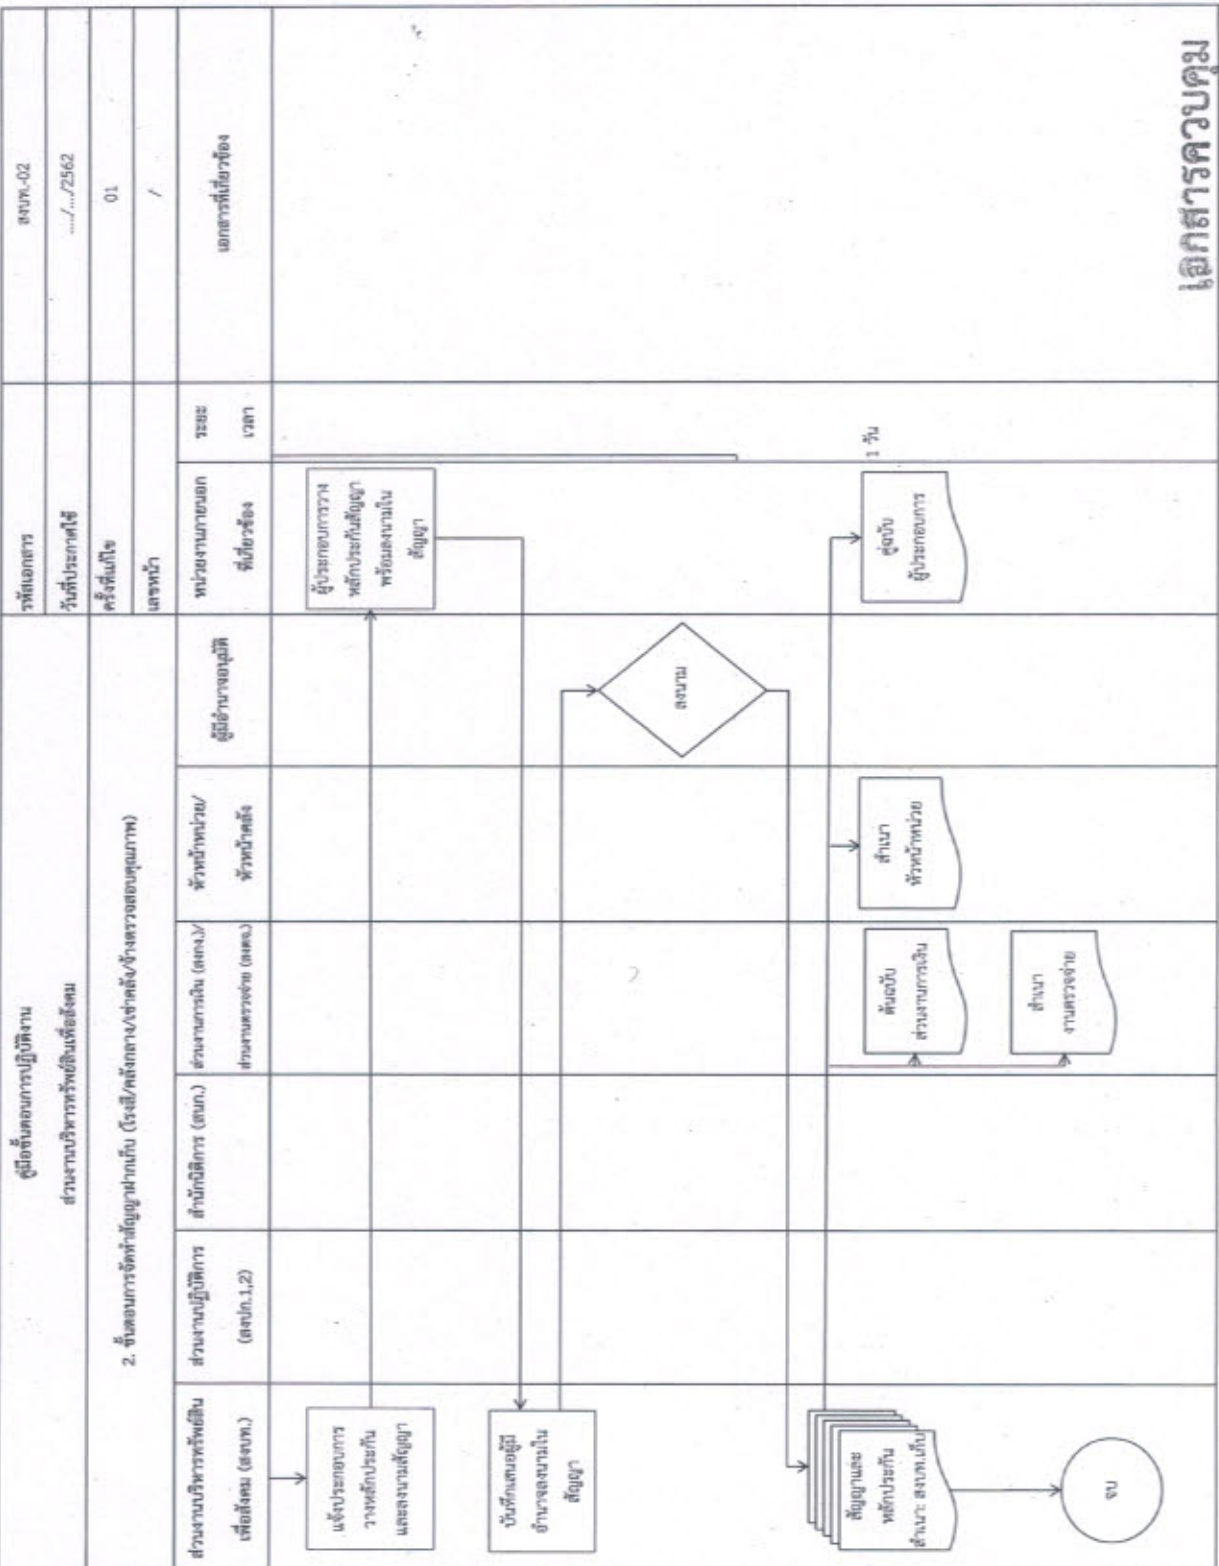 คู่มือขั้นตอนการปฏิบัติงาน
ส่วนงานบริหารทรัพย์สินเพื่อสังคม
รหัสเอกสาร
สงบท.-02
วันที่ประกาศใช้
...../..../2562
2. ขั้นตอนการจัดทำสัญญาฝากเก็บ (โรงสี/คลังกลาง/เช่าคลัง/จ้างตรวจสอบคุณภาพ)
ครั้งที่แก้ไข
01
เลขหน้า
/
ส่วนงานบริหารทรัพย์สิน
เพื่อสังคม (สงบท.)
ส่วนงานปฏิบัติการ
(สงปก.1,2)
สำนักนิติการ (สนก.)
ส่วนงานการเงิน (สงกง.)/
ส่วนงานตรวจจ่าย (สงตจ.)
หัวหน้าหน่วย/
หัวหน้าคลัง
ผู้มีอำนาจอนุมัติ
หน่วยงานภายนอก
ที่เกี่ยวข้อง
ระยะ
เวลา
เอกสารที่เกี่ยวข้อง
แจ้งประกอบการ
วางหลักประกัน
และลงนามสัญญา
ผู้ประกอบการวาง
หลักประกันสัญญา
พร้อมลงนามใน
สัญญา
บันทึกเสนอผู้มี
อำนาจลงนามใน
สัญญา
ลงนาม
สัญญาและ
หลักประกัน
สำเนา: สงบท.เก็บ
ต้นฉบับ
ส่วนงานการเงิน
สำเนา
หัวหน้าหน่วย
คู่ฉบับ
ผู้ประกอบการ
1 วัน
สำเนา
งานตรวจจ่าย
จบ
เอกสารควบคุม